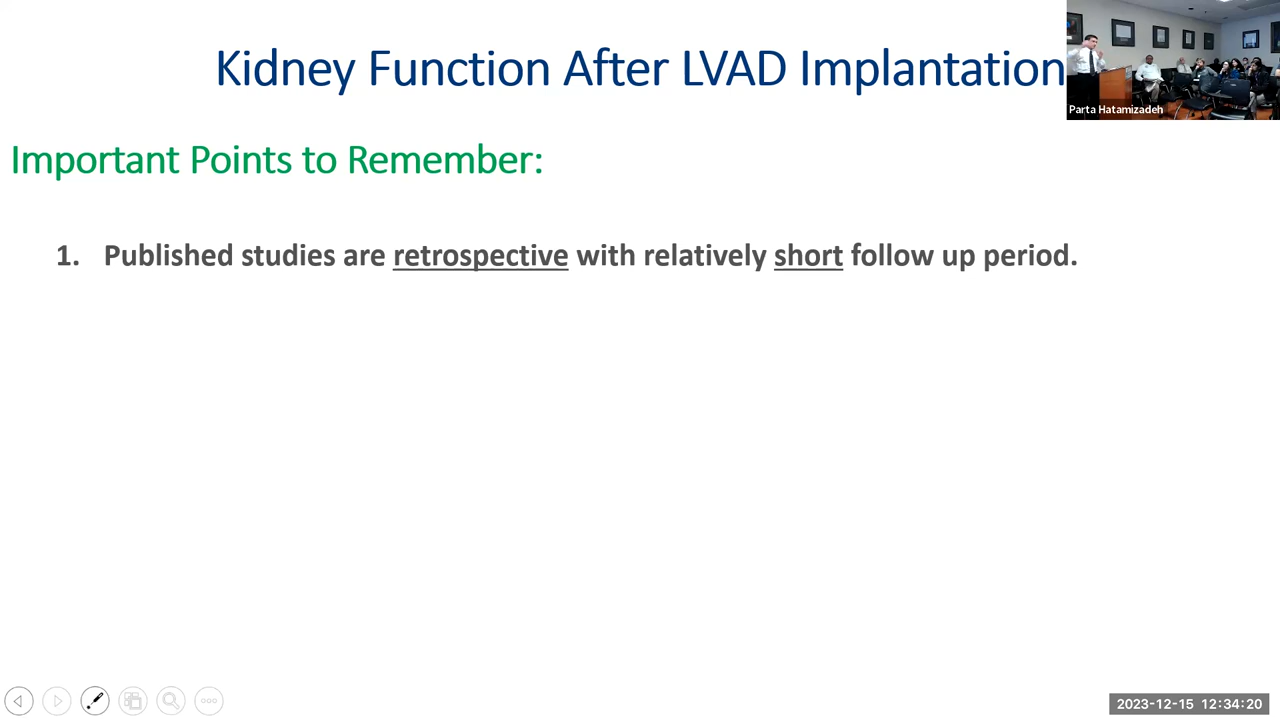 Kidney Function After LVAD Implantation
Parta Hatamizadeh
Important Points to Remember:
1. Published studies are retrospective with relatively short follow up period.
2023-12-15 12:34:20